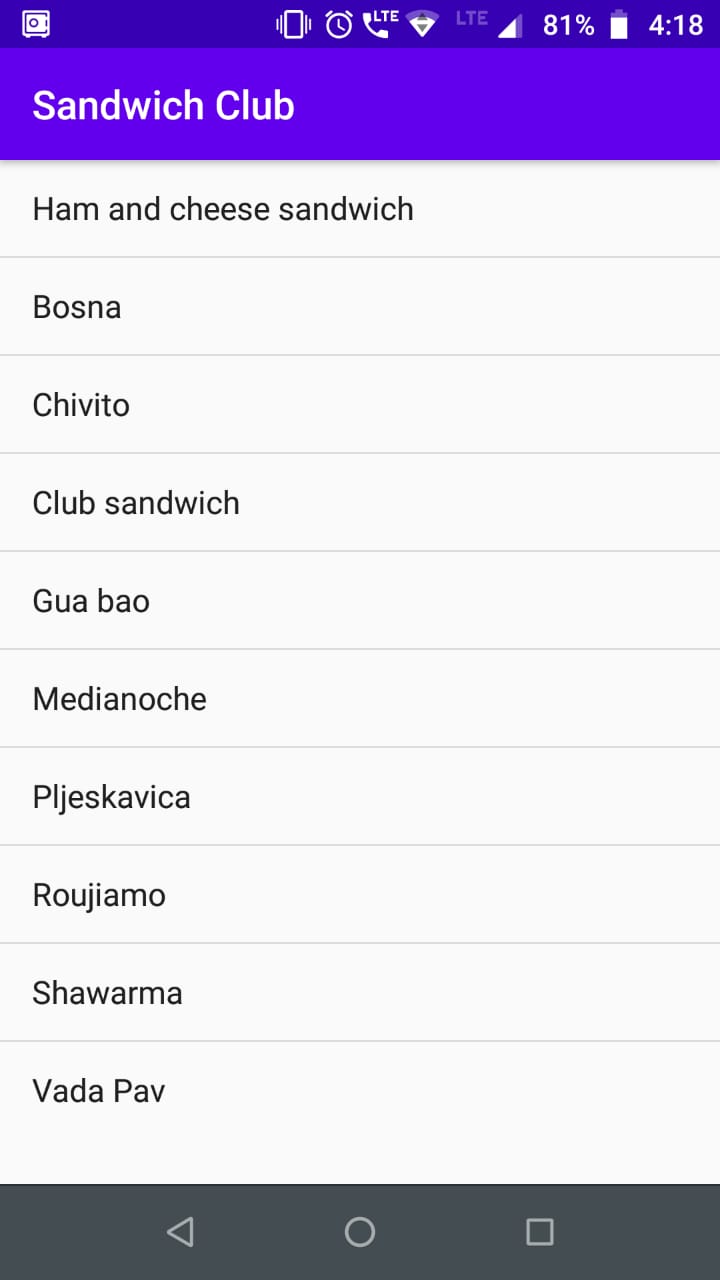 LTE LTE 81% 4:18
Sandwich Club
Ham and cheese sandwich
Bosna
Chivito
Club sandwich
Gua bao
Medianoche
Pljeskavica
Roujiamo
Shawarma
Vada Pav